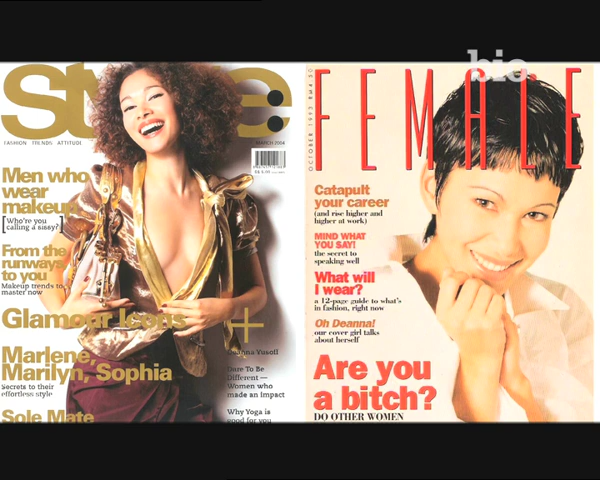 bio
style:
FASHION TRENDS ATTITUDE
MARCH 2004
Men who
wear
makeup
[Who're you
calling a sissy?]
From the
runways
to you
Makeup trends to
master now
Glamour Icons
+
Marlene,
Marilyn, Sophia
Secrets to their
effortless style
Sole Mate
Deanna Yusoff
Dare To Be
Different —
Women who
made an impact
Why Yoga is
good for you
FEMALE
OCTOBER 1993 RM4.50
Catapult
your career
(and rise higher and
higher at work)
MIND WHAT
YOU SAY!
the secret to
speaking well
What will
I wear?
a 12-page guide to what's
in fashion, right now
Oh Deanna!
our cover girl talks
about herself
Are you
a bitch?
DO OTHER WOMEN